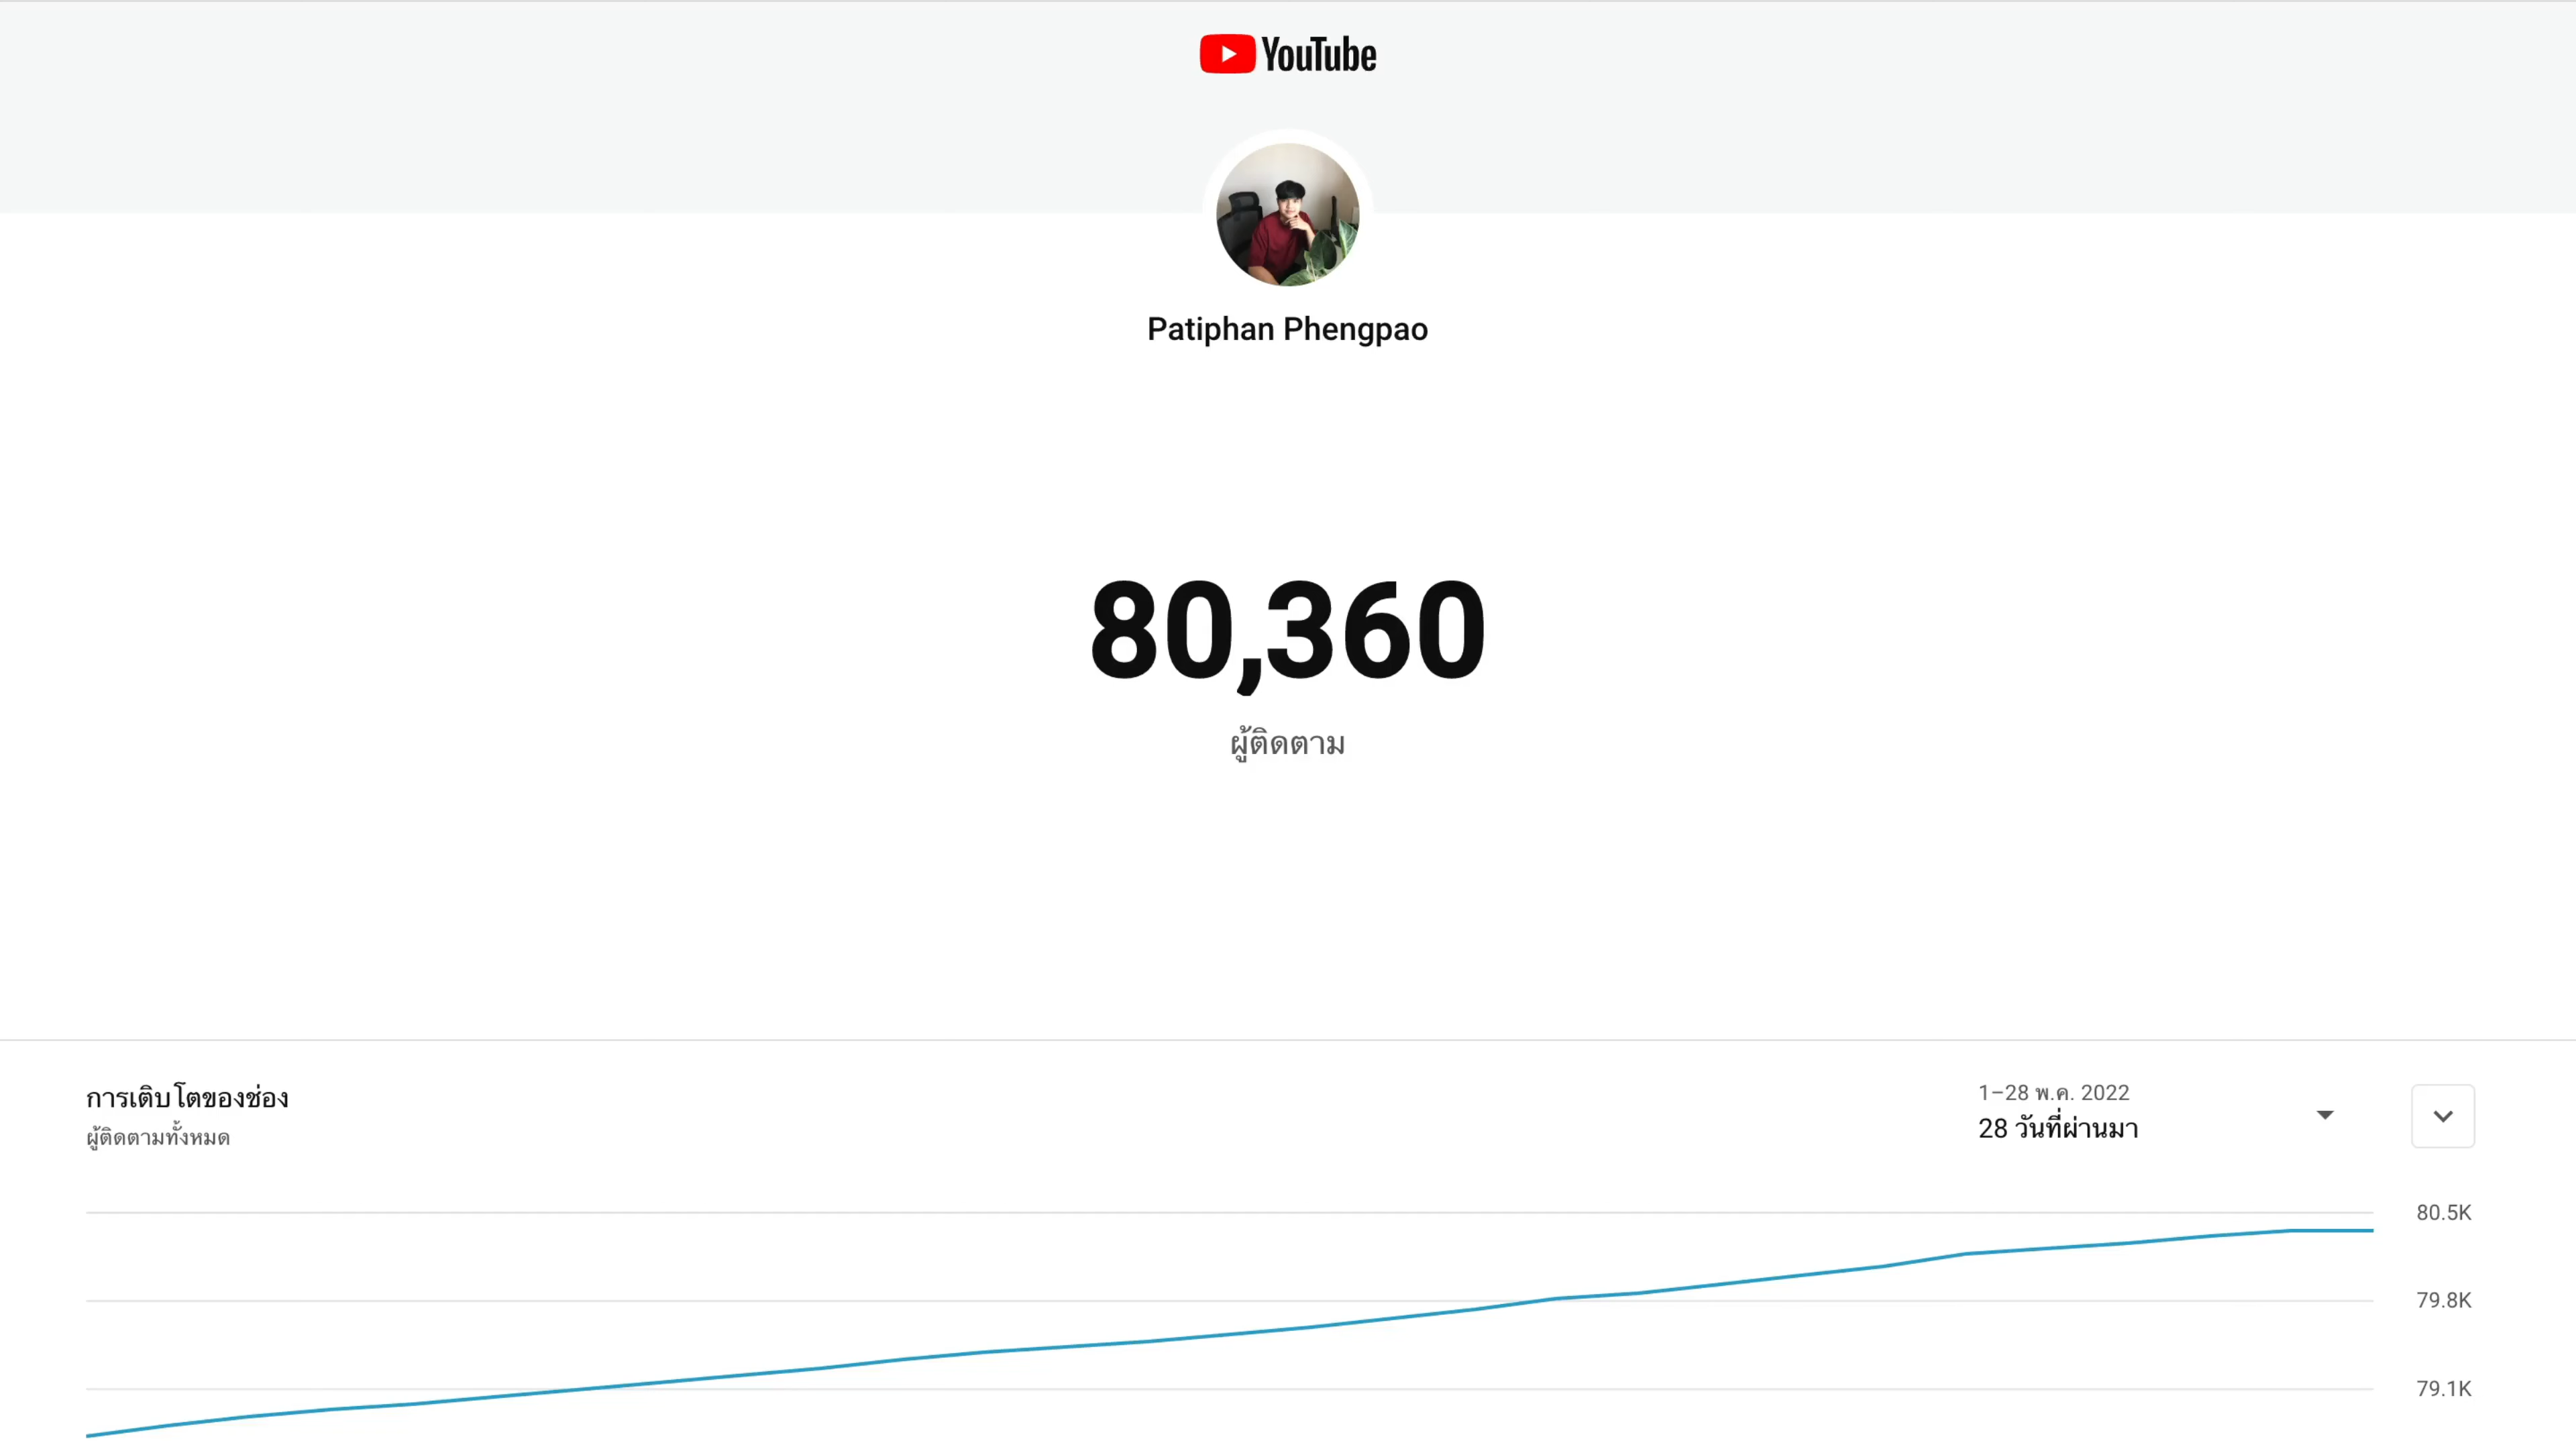 YouTube
Patiphan Phengpao
80,360
ผู้ติดตาม
การเติบโตของช่อง
ผู้ติดตามทั้งหมด
1–28 พ.ค. 2022
28 วันที่ผ่านมา
80.5K
79.8K
79.1K